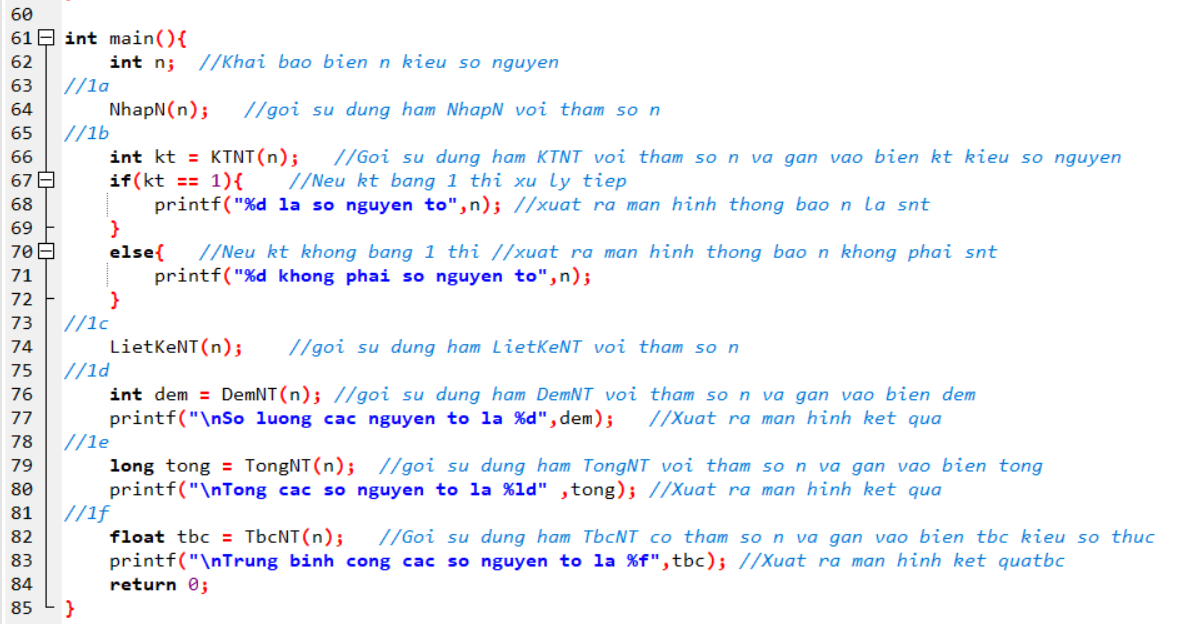 60
61 int main(){
62     int n;  //Khai bao bien n kieu so nguyen
63 //1a
64     NhapN(n);   //goi su dung ham NhapN voi tham so n
65 //1b
66     int kt = KTNT(n);   //Goi su dung ham KTNT voi tham so n va gan vao bien kt kieu so nguyen
67     if(kt == 1){    //Neu kt bang 1 thi xu ly tiep
68         printf("%d la so nguyen to",n); //xuat ra man hinh thong bao n la snt
69     }
70     else{   //Neu kt khong bang 1 thi //xuat ra man hinh thong bao n khong phai snt
71         printf("%d khong phai so nguyen to",n);
72     }
73 //1c
74     LietKeNT(n);    //goi su dung ham LietKeNT voi tham so n
75 //1d
76     int dem = DemNT(n); //goi su dung ham DemNT voi tham so n va gan vao bien dem
77     printf("\nSo luong cac nguyen to la %d",dem);   //Xuat ra man hinh ket qua
78 //1e
79     long tong = TongNT(n);  //goi su dung ham TongNT voi tham so n va gan vao bien tong
80     printf("\nTong cac so nguyen to la %ld" ,tong); //Xuat ra man hinh ket qua
81 //1f
82     float tbc = TbcNT(n);   //Goi su dung ham TbcNT co tham so n va gan vao bien tbc kieu so thuc
83     printf("\nTrung binh cong cac so nguyen to la %f",tbc); //Xuat ra man hinh ket quatbc
84     return 0;
85 }